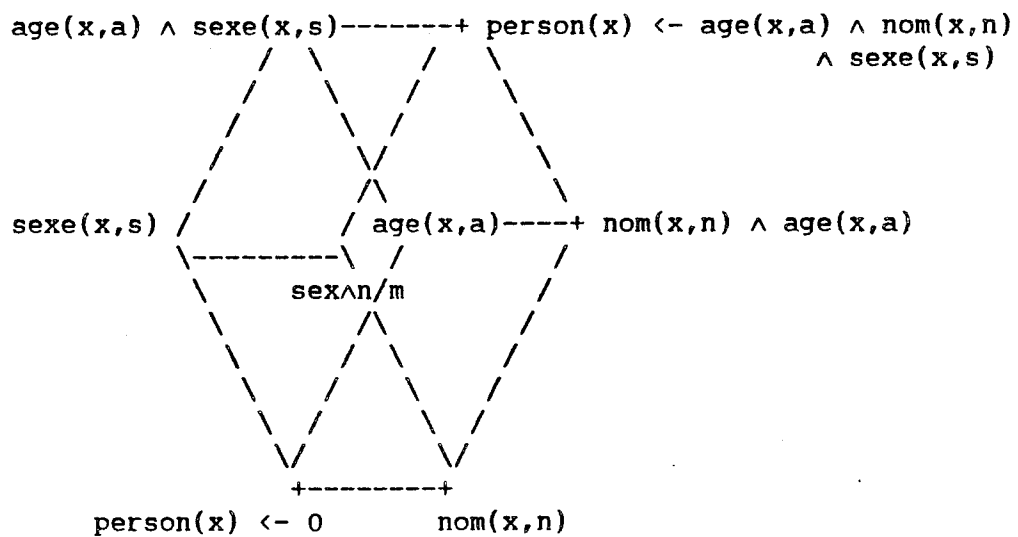 age(x,a) ∧ sexe(x,s)-------+ person(x) <- age(x,a) ∧ nom(x,n)
∧ sexe(x,s)
sexe(x,s) age(x,a)----+ nom(x,n) ∧ age(x,a)
sex∧n/m
+---------+
person(x) <- 0 nom(x,n)